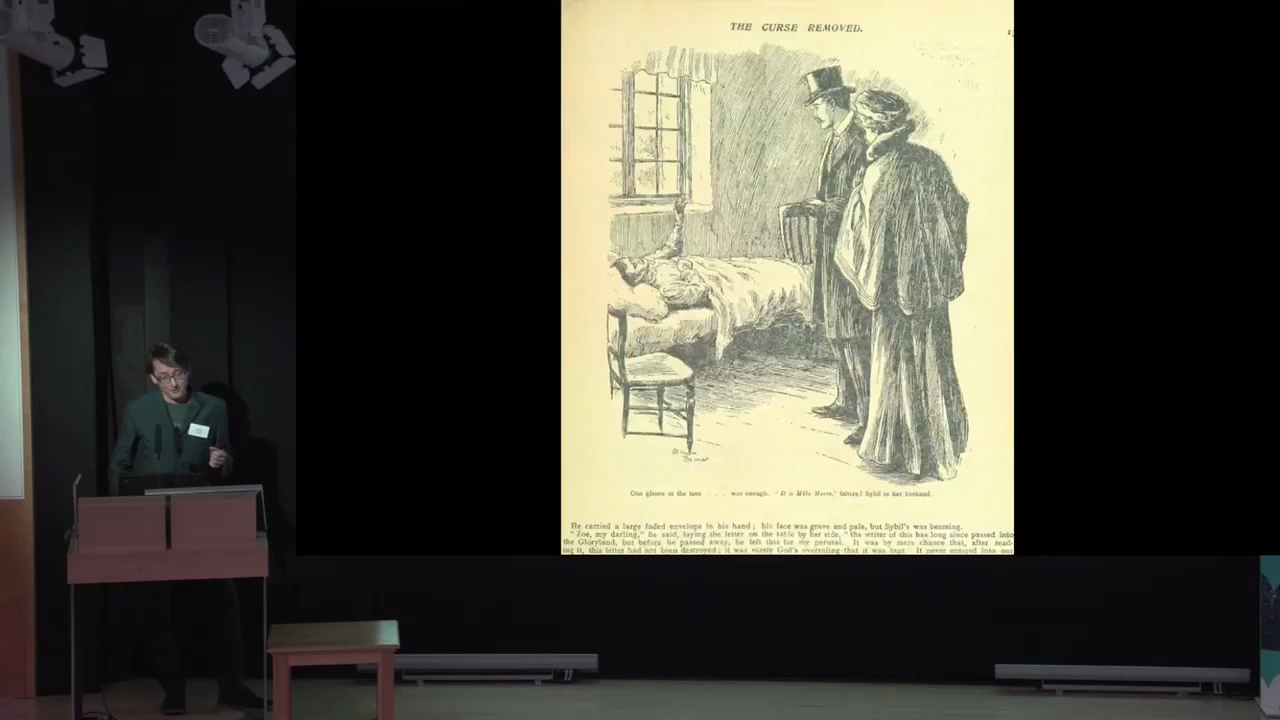 THE CURSE REMOVED.
One glance at the face . . . was enough. "It is Mike Moore," faltered Sybil to her husband.
He carried a large faded envelope in his hand; his face was grave and pale, but Sybil's was beaming.
"Zoe, my darling," he said, laying the letter on the table by her side, "the writer of this has long since passed into
the Gloryland, but before he passed away, he left this for my perusal. It was by mere chance that, after read-
ing it, this letter had not been destroyed; it was surely God's overruling that it was kept. It never entered into our